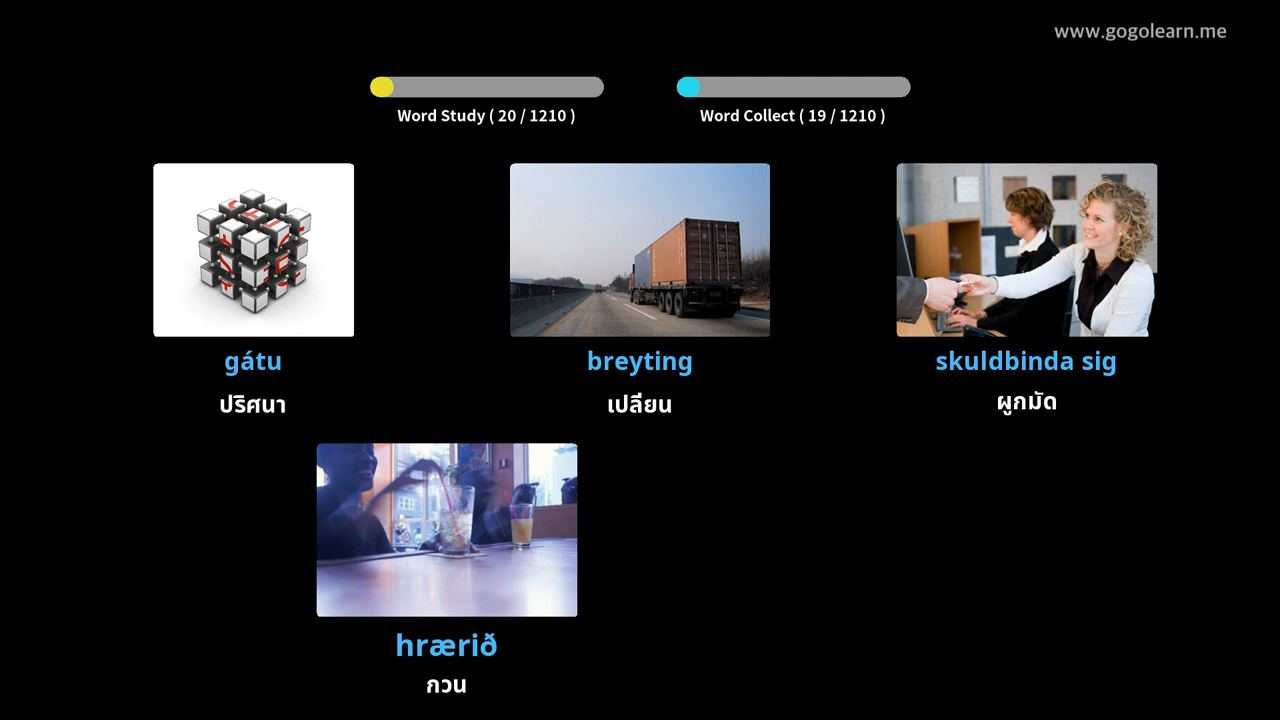 www.gogolearn.me
Word Study ( 20 / 1210 )
Word Collect ( 19 / 1210 )
gátu
ปริศนา
breyting
เปลี่ยน
skuldbinda sig
ผูกมัด
hrærið
กวน